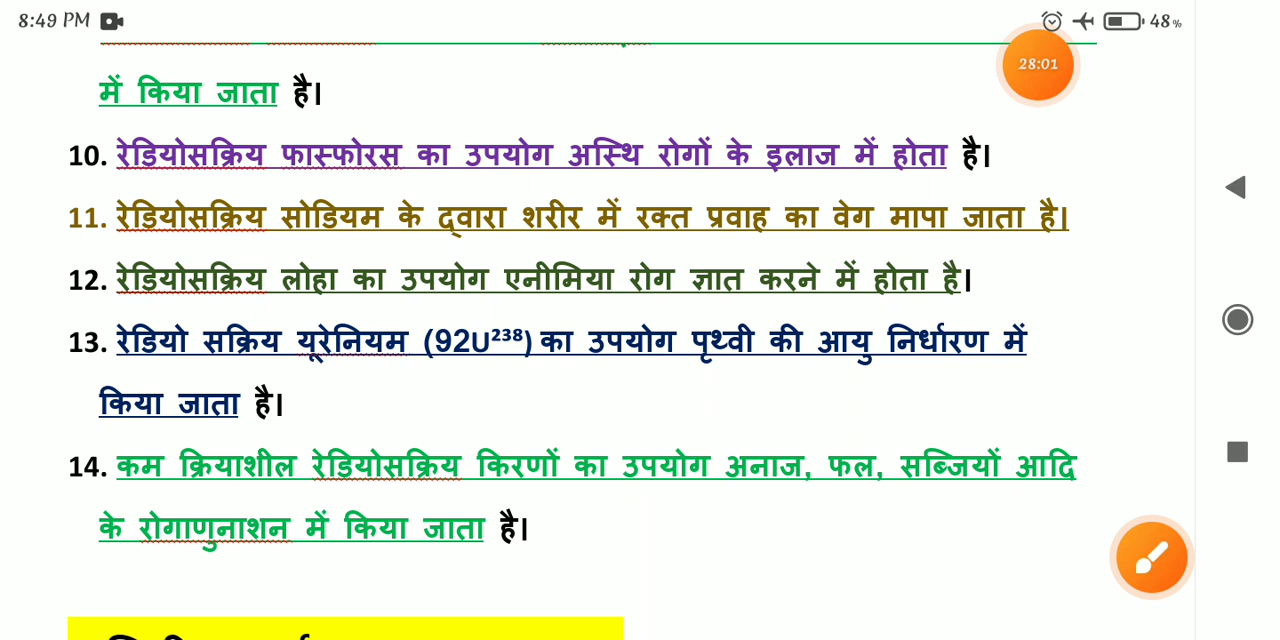 8:49 PM 48%
28:01
में किया जाता है।
10. रेडियोसक्रिय फास्फोरस का उपयोग अस्थि रोगों के इलाज में होता है।
11. रेडियोसक्रिय सोडियम के द्वारा शरीर में रक्त प्रवाह का वेग मापा जाता है।
12. रेडियोसक्रिय लोहा का उपयोग एनीमिया रोग ज्ञात करने में होता है।
13. रेडियो सक्रिय यूरेनियम (92U²³⁸) का उपयोग पृथ्वी की आयु निर्धारण में
किया जाता है।
14. कम क्रियाशील रेडियोसक्रिय किरणों का उपयोग अनाज, फल, सब्जियों आदि
के रोगाणुनाशन में किया जाता है।